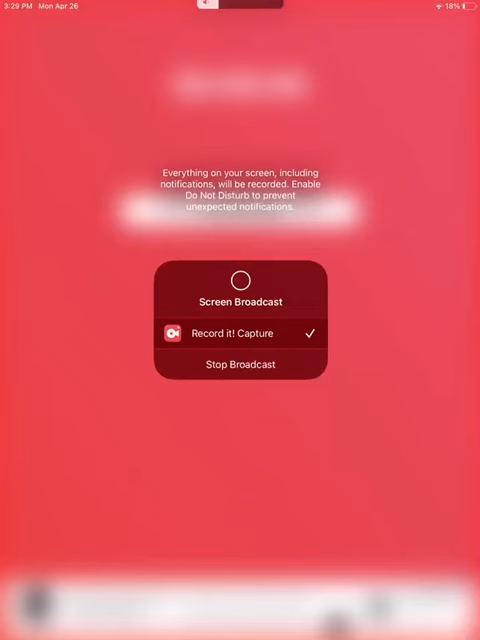 3:29 PM Mon Apr 26 18%
Everything on your screen, including
notifications, will be recorded. Enable
Do Not Disturb to prevent
unexpected notifications.
Screen Broadcast
Record it! Capture
Stop Broadcast